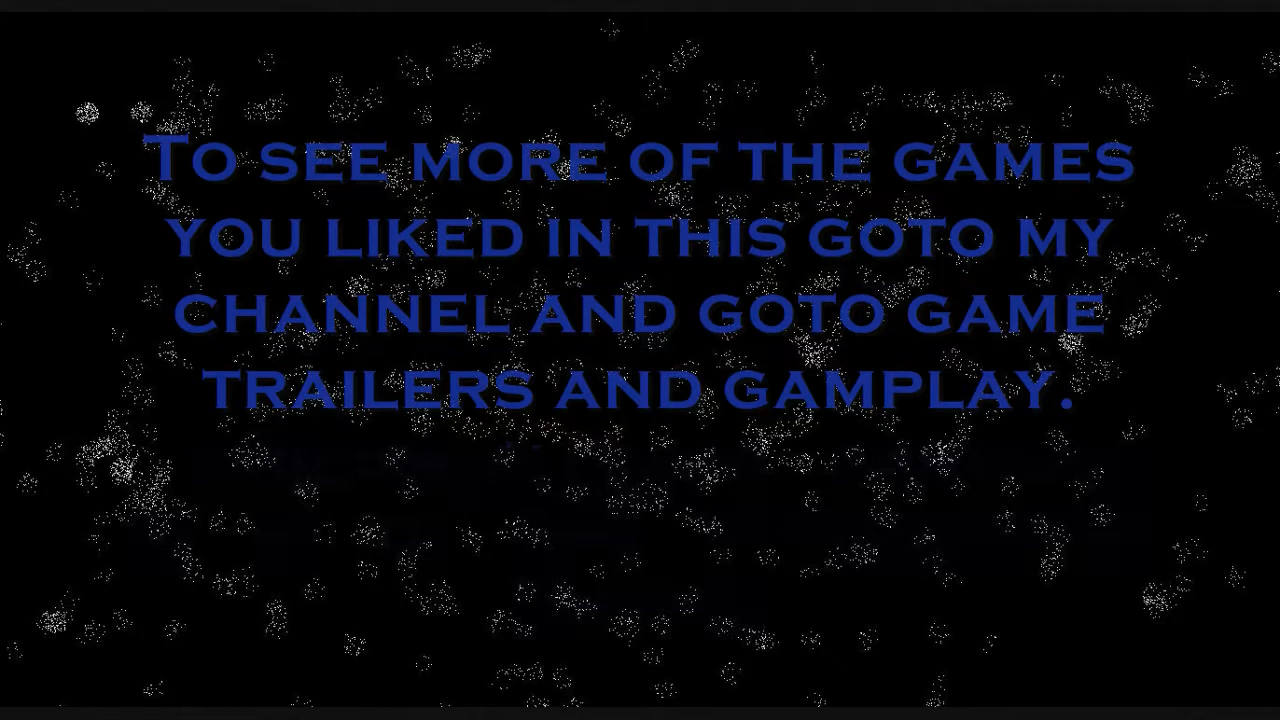 To see more of the games
you liked in this goto my
channel and goto game
trailers and gamplay.